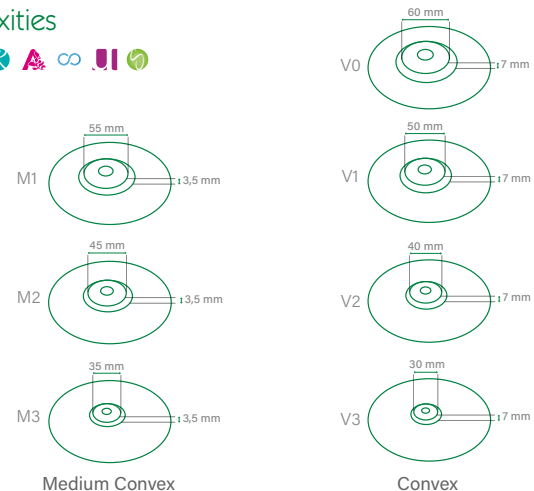 xities
60 mm
V0
7 mm
55 mm
M1
3,5 mm
50 mm
V1
7 mm
45 mm
M2
3,5 mm
40 mm
V2
7 mm
35 mm
M3
3,5 mm
30 mm
V3
7 mm
Medium Convex
Convex